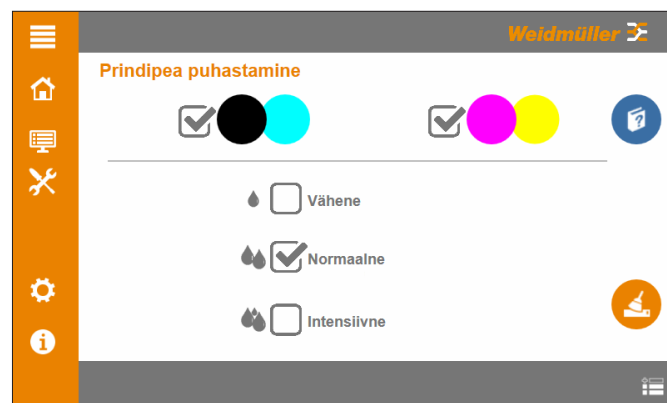 Weidmüller
Prindipea puhastamine
Vähene
Normaalne
Intensiivne